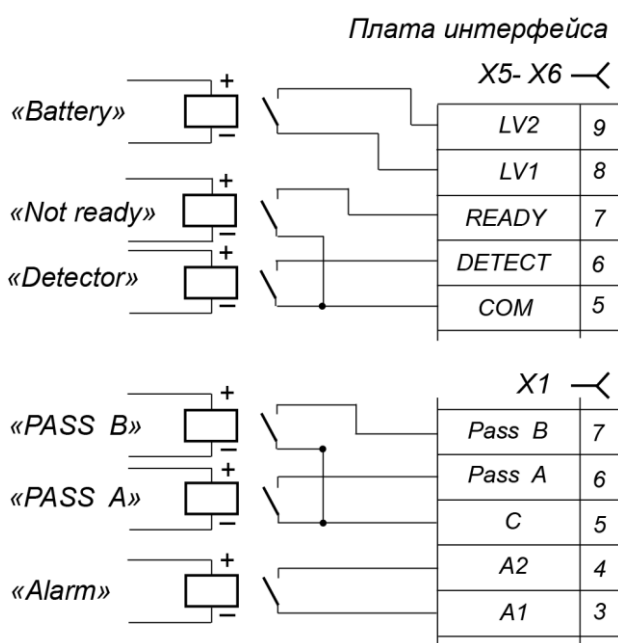 Плата интерфейса
X5- X6
«Battery»
+
−
LV2 9
LV1 8
«Not ready»
+
−
READY 7
«Detector»
+
−
DETECT 6
COM 5
X1
«PASS B»
+
−
Pass B 7
«PASS A»
+
−
Pass A 6
C 5
«Alarm»
+
−
A2 4
A1 3